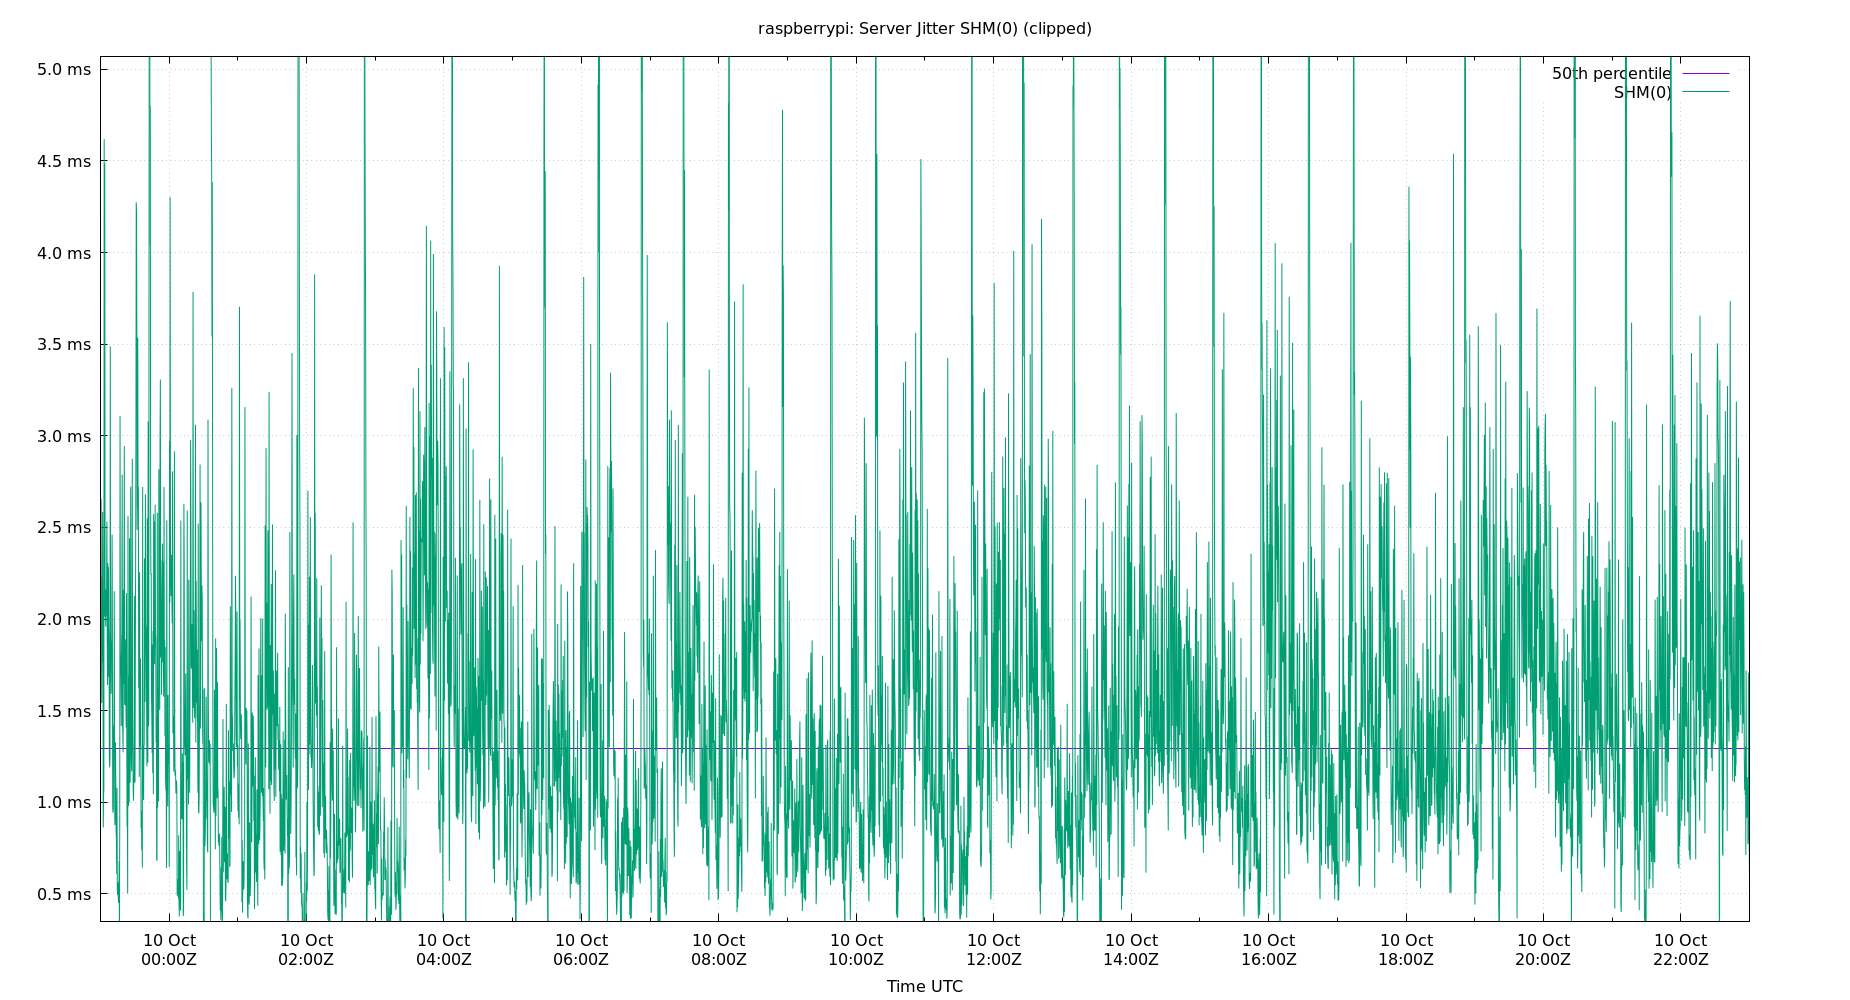 raspberrypi: Server Jitter SHM(0) (clipped)
5.0 ms
4.5 ms
4.0 ms
3.5 ms
3.0 ms
2.5 ms
2.0 ms
1.5 ms
1.0 ms
0.5 ms
50th percentile
SHM(0)
10 Oct 10 Oct 10 Oct 10 Oct 10 Oct 10 Oct 10 Oct 10 Oct 10 Oct 10 Oct 10 Oct 10 Oct
00:00Z 02:00Z 04:00Z 06:00Z 08:00Z 10:00Z 12:00Z 14:00Z 16:00Z 18:00Z 20:00Z 22:00Z
Time UTC